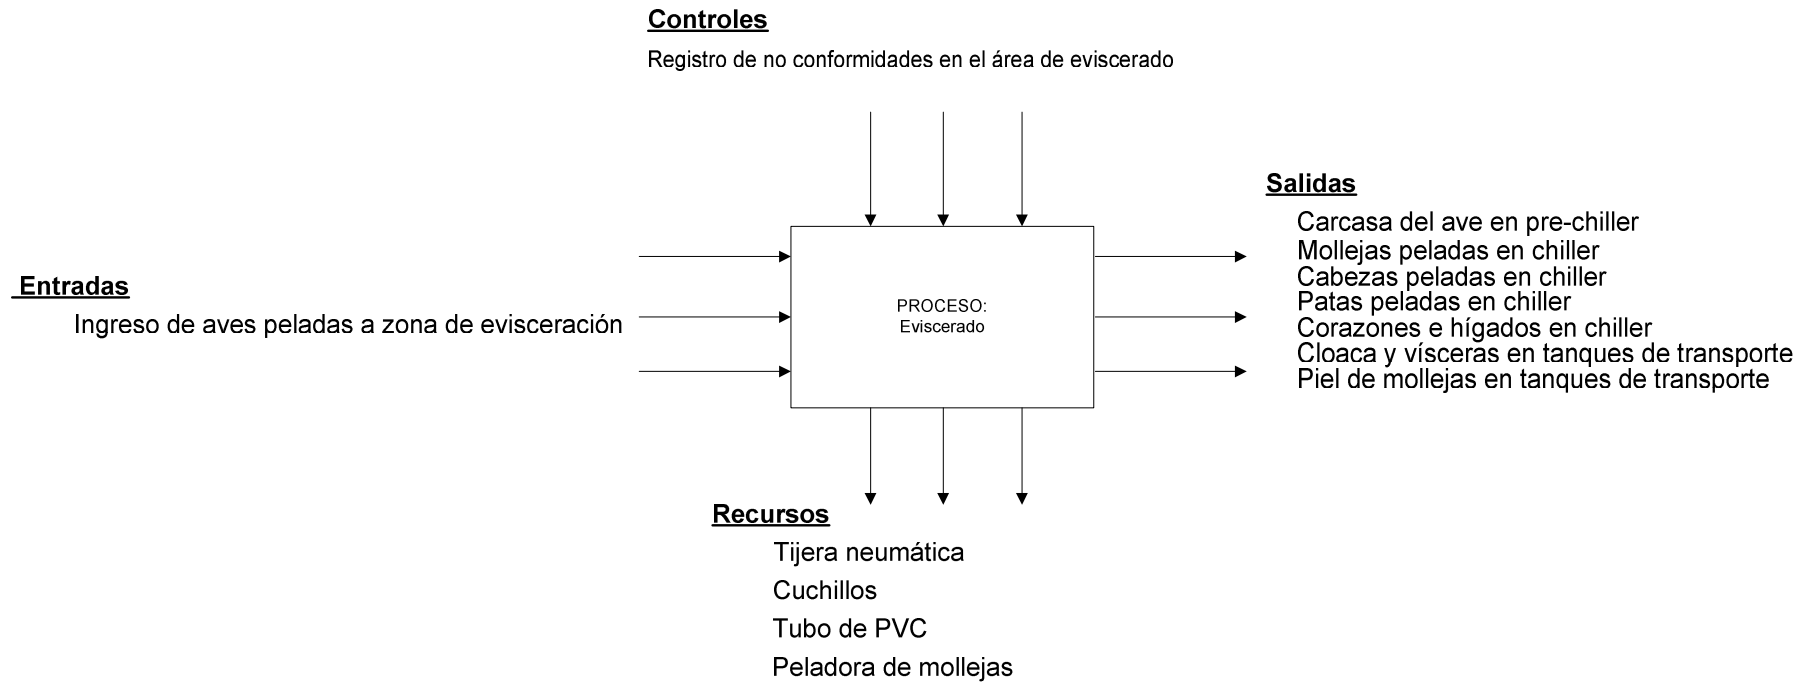 Controles
Registro de no conformidades en el área de eviscerado
Salidas
Carcasa del ave en pre-chiller
Mollejas peladas en chiller
Cabezas peladas en chiller
Patas peladas en chiller
Corazones e hígados en chiller
Cloaca y vísceras en tanques de transporte
Piel de mollejas en tanques de transporte
Entradas
Ingreso de aves peladas a zona de evisceración
PROCESO:
Eviscerado
Recursos
Tijera neumática
Cuchillos
Tubo de PVC
Peladora de mollejas